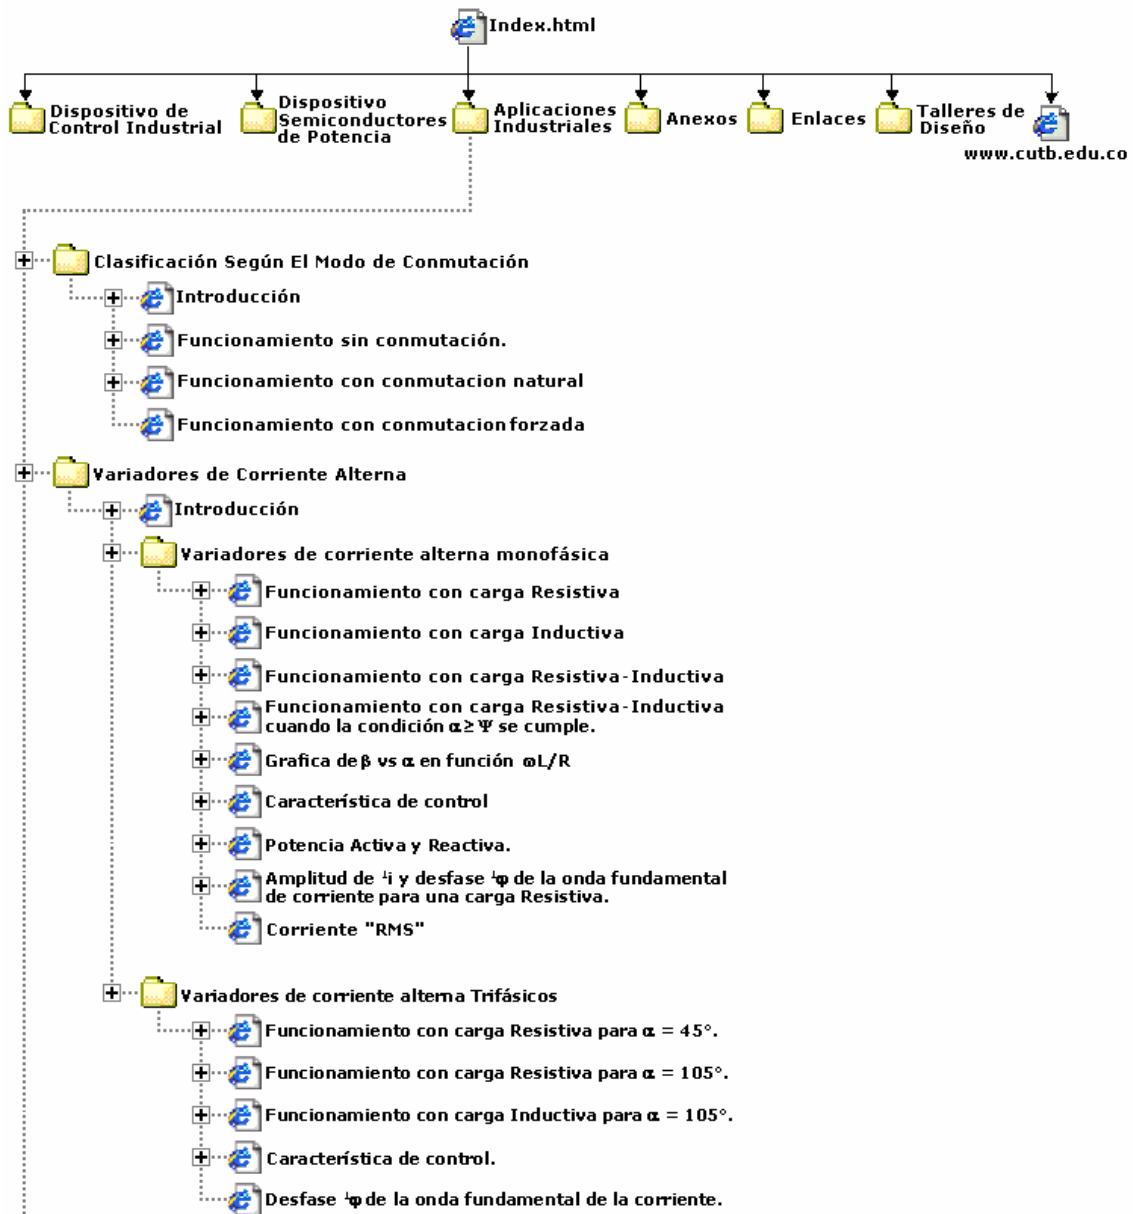 Index.html
Dispositivo de
Control Industrial
Dispositivo
Semiconductores
de Potencia
Aplicaciones
Industriales
Anexos
Enlaces
Talleres de
Diseño
www.cutb.edu.co
Clasificación Según El Modo de Conmutación
Introducción
Funcionamiento sin conmutación.
Funcionamiento con conmutacion natural
Funcionamiento con conmutacion forzada
Variadores de Corriente Alterna
Introducción
Variadores de corriente alterna monofásica
Funcionamiento con carga Resistiva
Funcionamiento con carga Inductiva
Funcionamiento con carga Resistiva-Inductiva
Funcionamiento con carga Resistiva-Inductiva
cuando la condición α≥Ψ se cumple.
Grafica de β vs α en función ωL/R
Característica de control
Potencia Activa y Reactiva.
Amplitud de ¹i y desfase ¹φ de la onda fundamental
de corriente para una carga Resistiva.
Corriente "RMS"
Variadores de corriente alterna Trifásicos
Funcionamiento con carga Resistiva para α = 45°.
Funcionamiento con carga Resistiva para α = 105°.
Funcionamiento con carga Inductiva para α = 105°.
Característica de control.
Desfase ¹φ de la onda fundamental de la corriente.